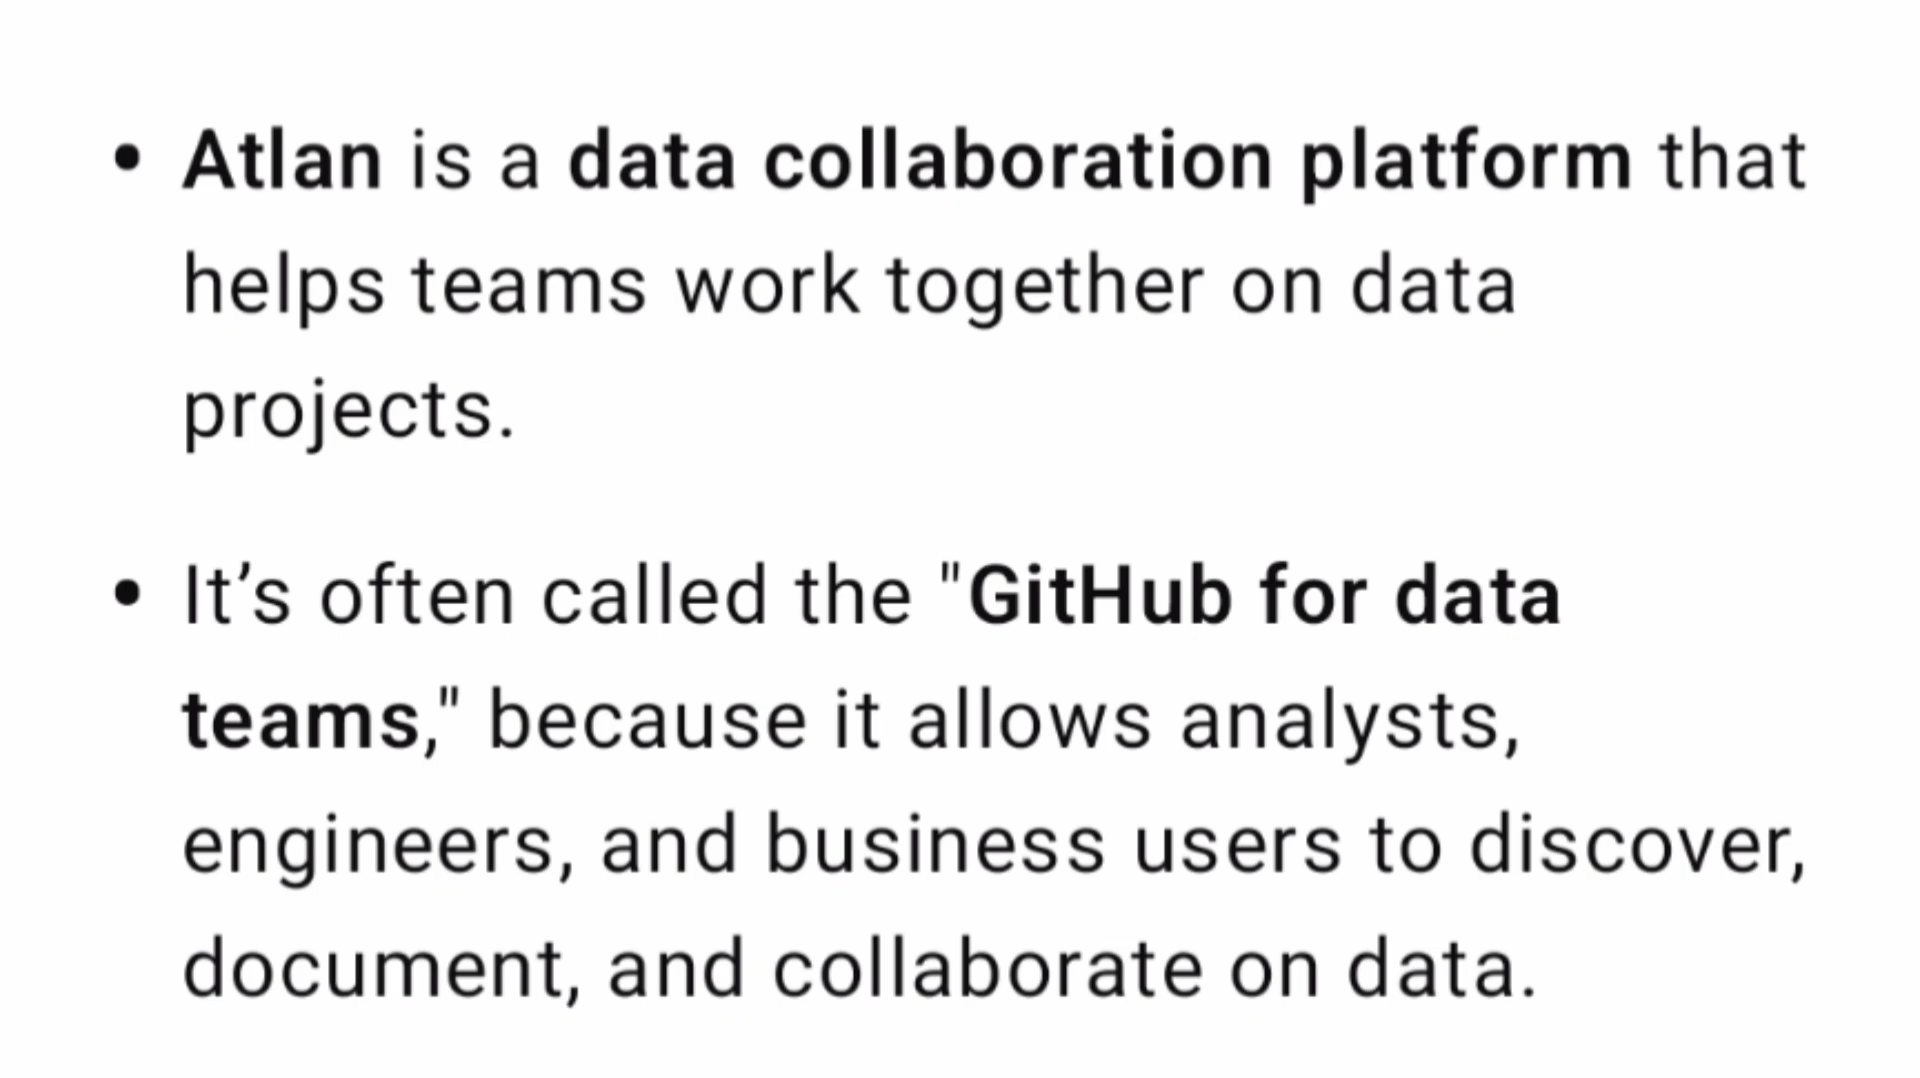 • Atlan is a data collaboration platform that
helps teams work together on data
projects.
• It’s often called the "GitHub for data
teams," because it allows analysts,
engineers, and business users to discover,
document, and collaborate on data.